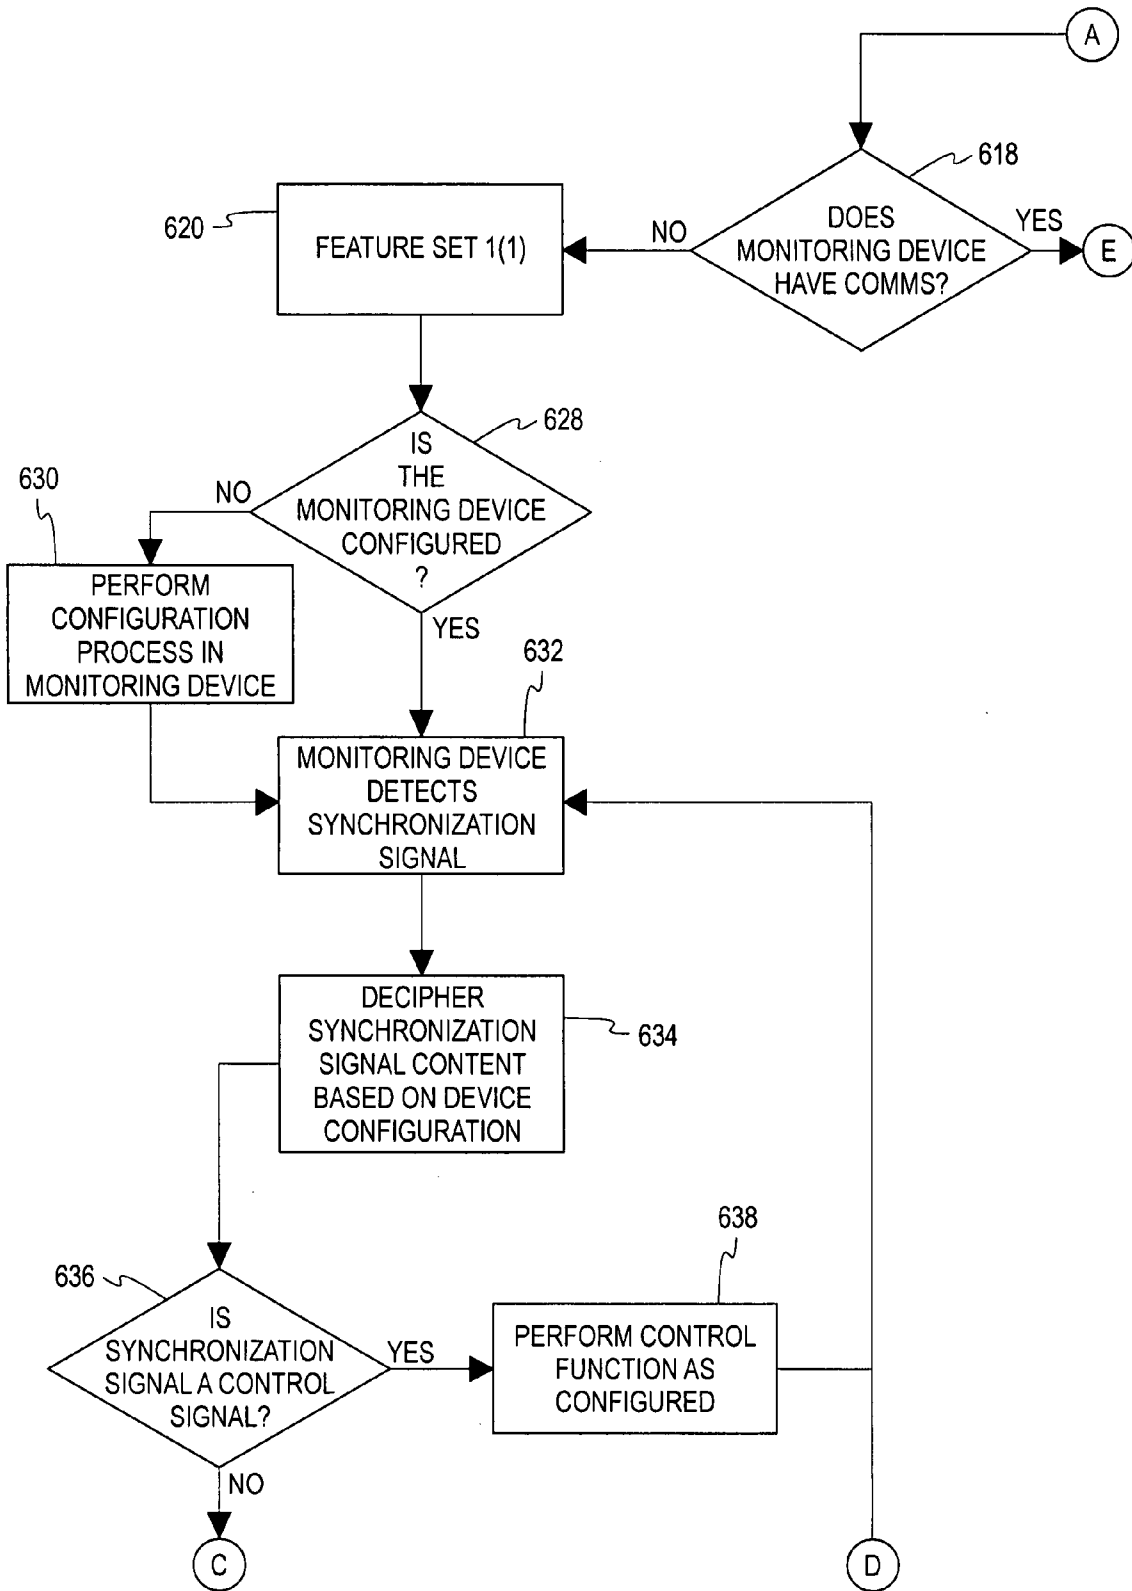 A
618
DOES
MONITORING DEVICE
HAVE COMMS?
YES
E
NO
620
FEATURE SET 1(1)
628
IS
THE
MONITORING DEVICE
CONFIGURED
?
NO
630
PERFORM
CONFIGURATION
PROCESS IN
MONITORING DEVICE
YES
632
MONITORING DEVICE
DETECTS
SYNCHRONIZATION
SIGNAL
DECIPHER
SYNCHRONIZATION
SIGNAL CONTENT
BASED ON DEVICE
CONFIGURATION
634
636
IS
SYNCHRONIZATION
SIGNAL A CONTROL
SIGNAL?
YES
638
PERFORM CONTROL
FUNCTION AS
CONFIGURED
NO
C
D